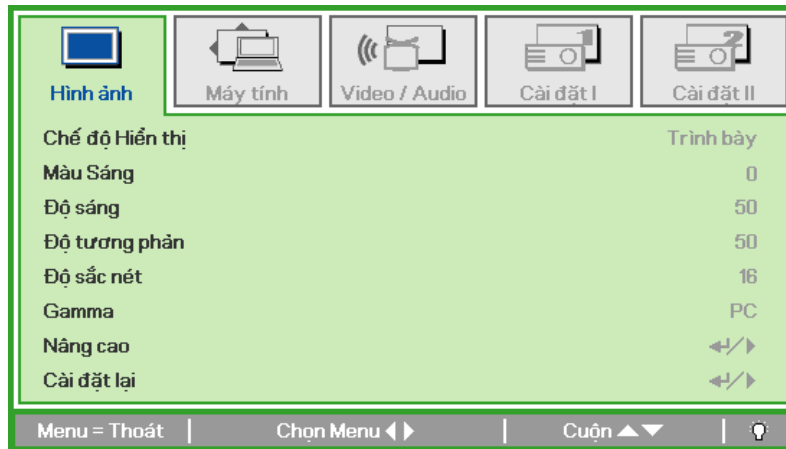 Hình ảnh Máy tính Video / Audio Cài đặt I Cài đặt II
Chế độ Hiển thị Trình bày
Màu Sáng 0
Độ sáng 50
Độ tương phản 50
Độ sắc nét 16
Gamma PC
Nâng cao
Cài đặt lại
Menu = Thoát Chọn Menu Cuộn